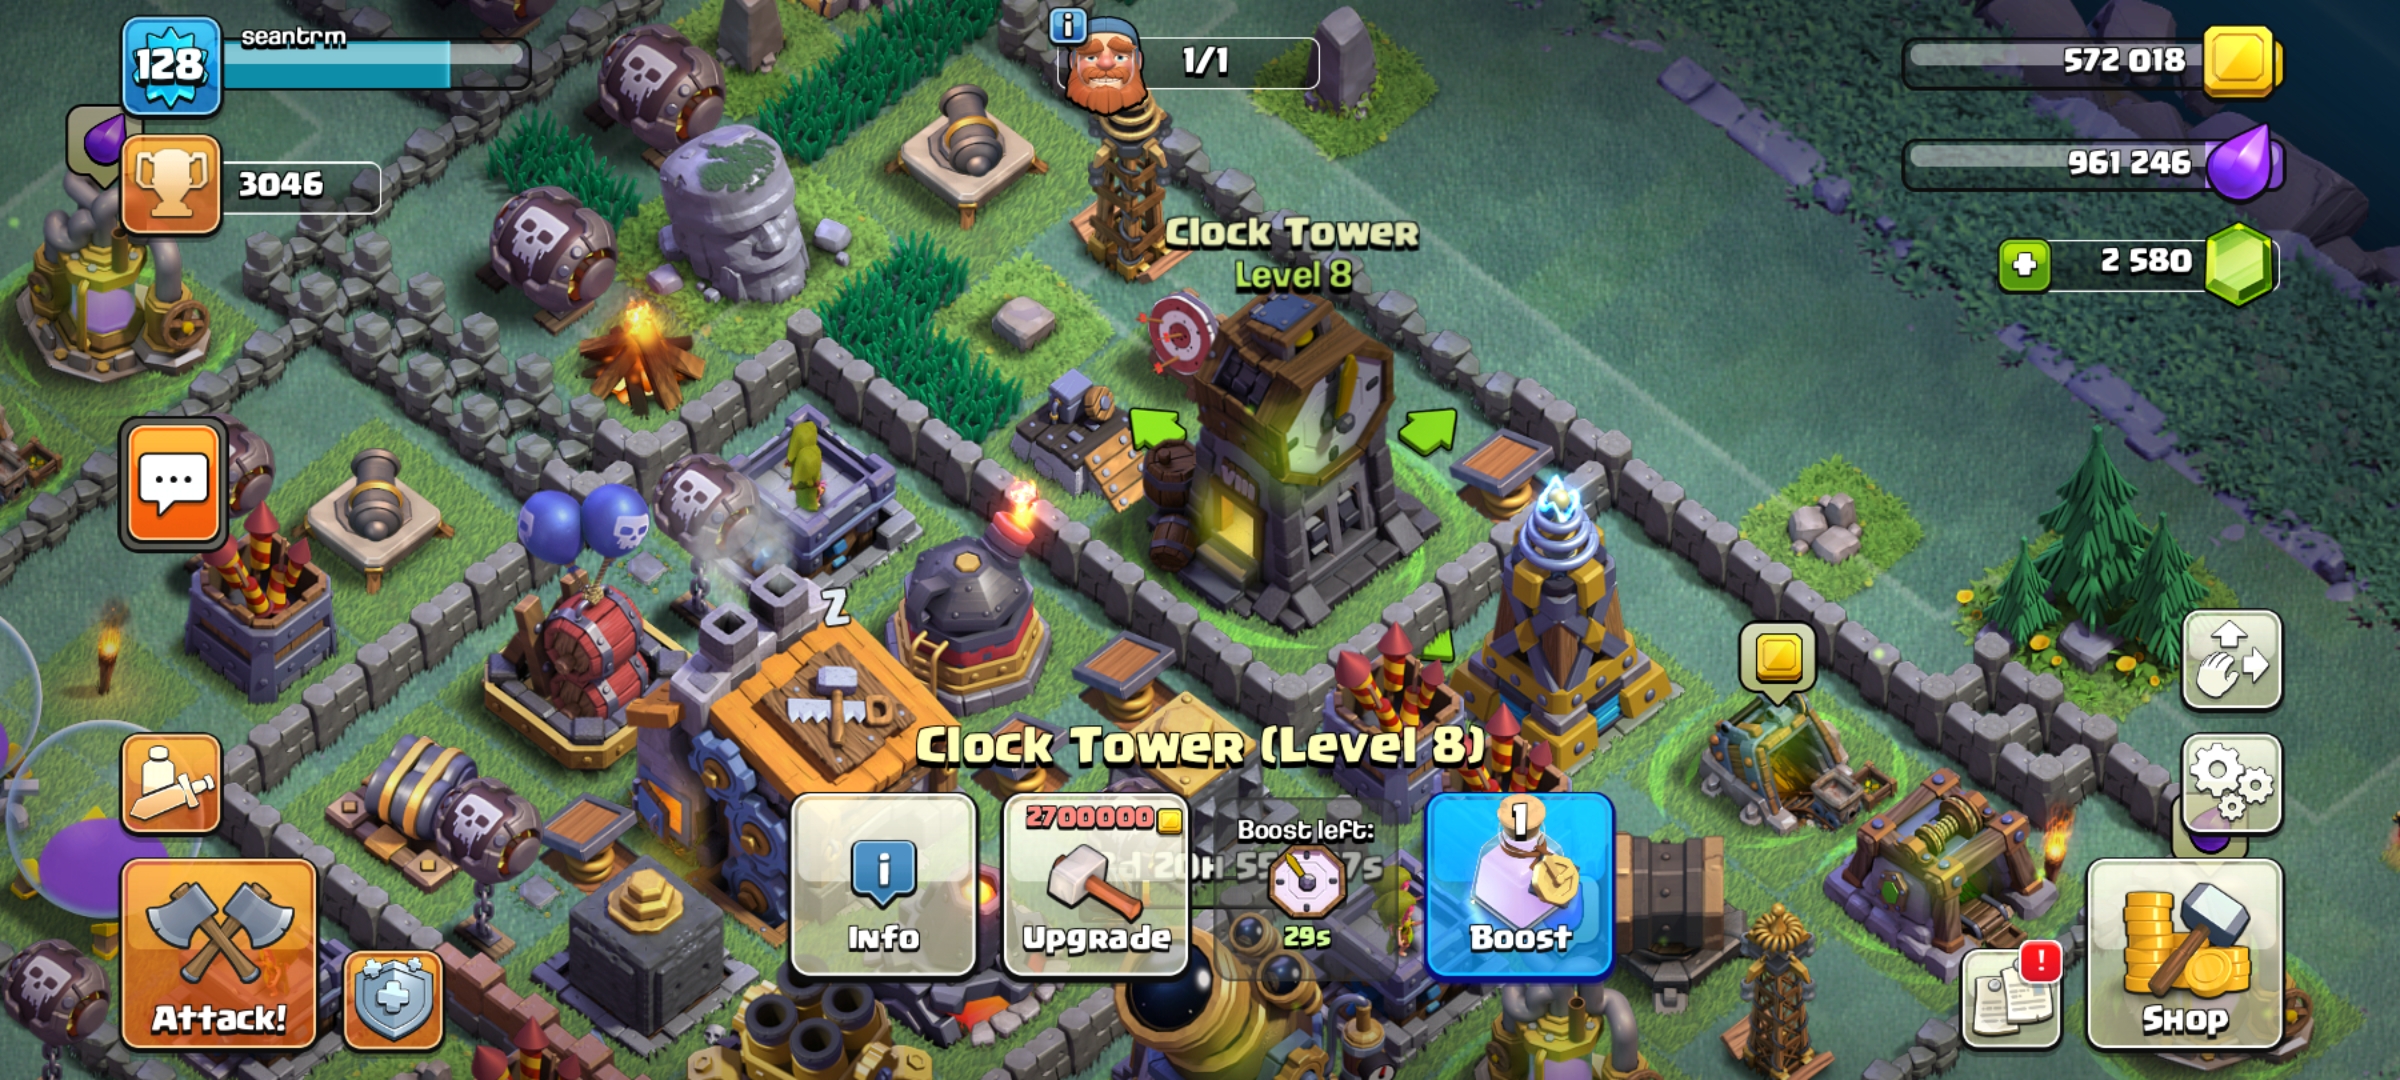 128
seantrm
1/1
572 018
3046
961 246
2 580
Clock Tower
Level 8
Z
Clock Tower (Level 8)
2700000
Boost left:
1
29s
Info
Upgrade
Boost
!
Attack!
Shop